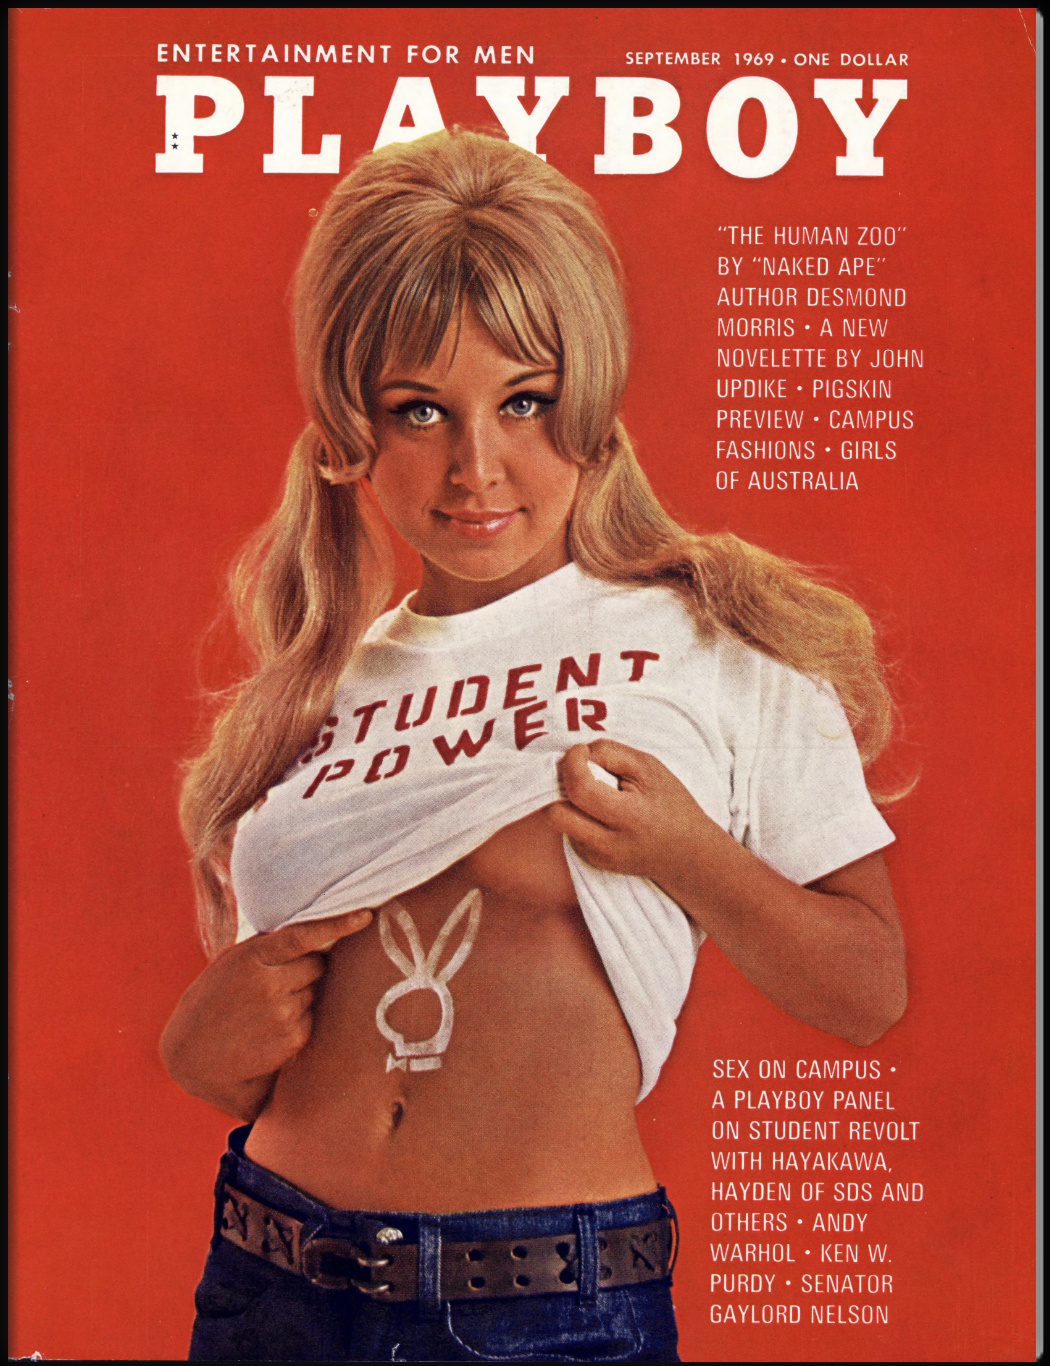 ENTERTAINMENT FOR MEN
SEPTEMBER 1969 • ONE DOLLAR
PLAYBOY
"THE HUMAN ZOO"
BY "NAKED APE"
AUTHOR DESMOND
MORRIS • A NEW
NOVELETTE BY JOHN
UPDIKE • PIGSKIN
PREVIEW • CAMPUS
FASHIONS • GIRLS
OF AUSTRALIA
STUDENT
POWER
SEX ON CAMPUS •
A PLAYBOY PANEL
ON STUDENT REVOLT
WITH HAYAKAWA,
HAYDEN OF SDS AND
OTHERS • ANDY
WARHOL • KEN W.
PURDY • SENATOR
GAYLORD NELSON